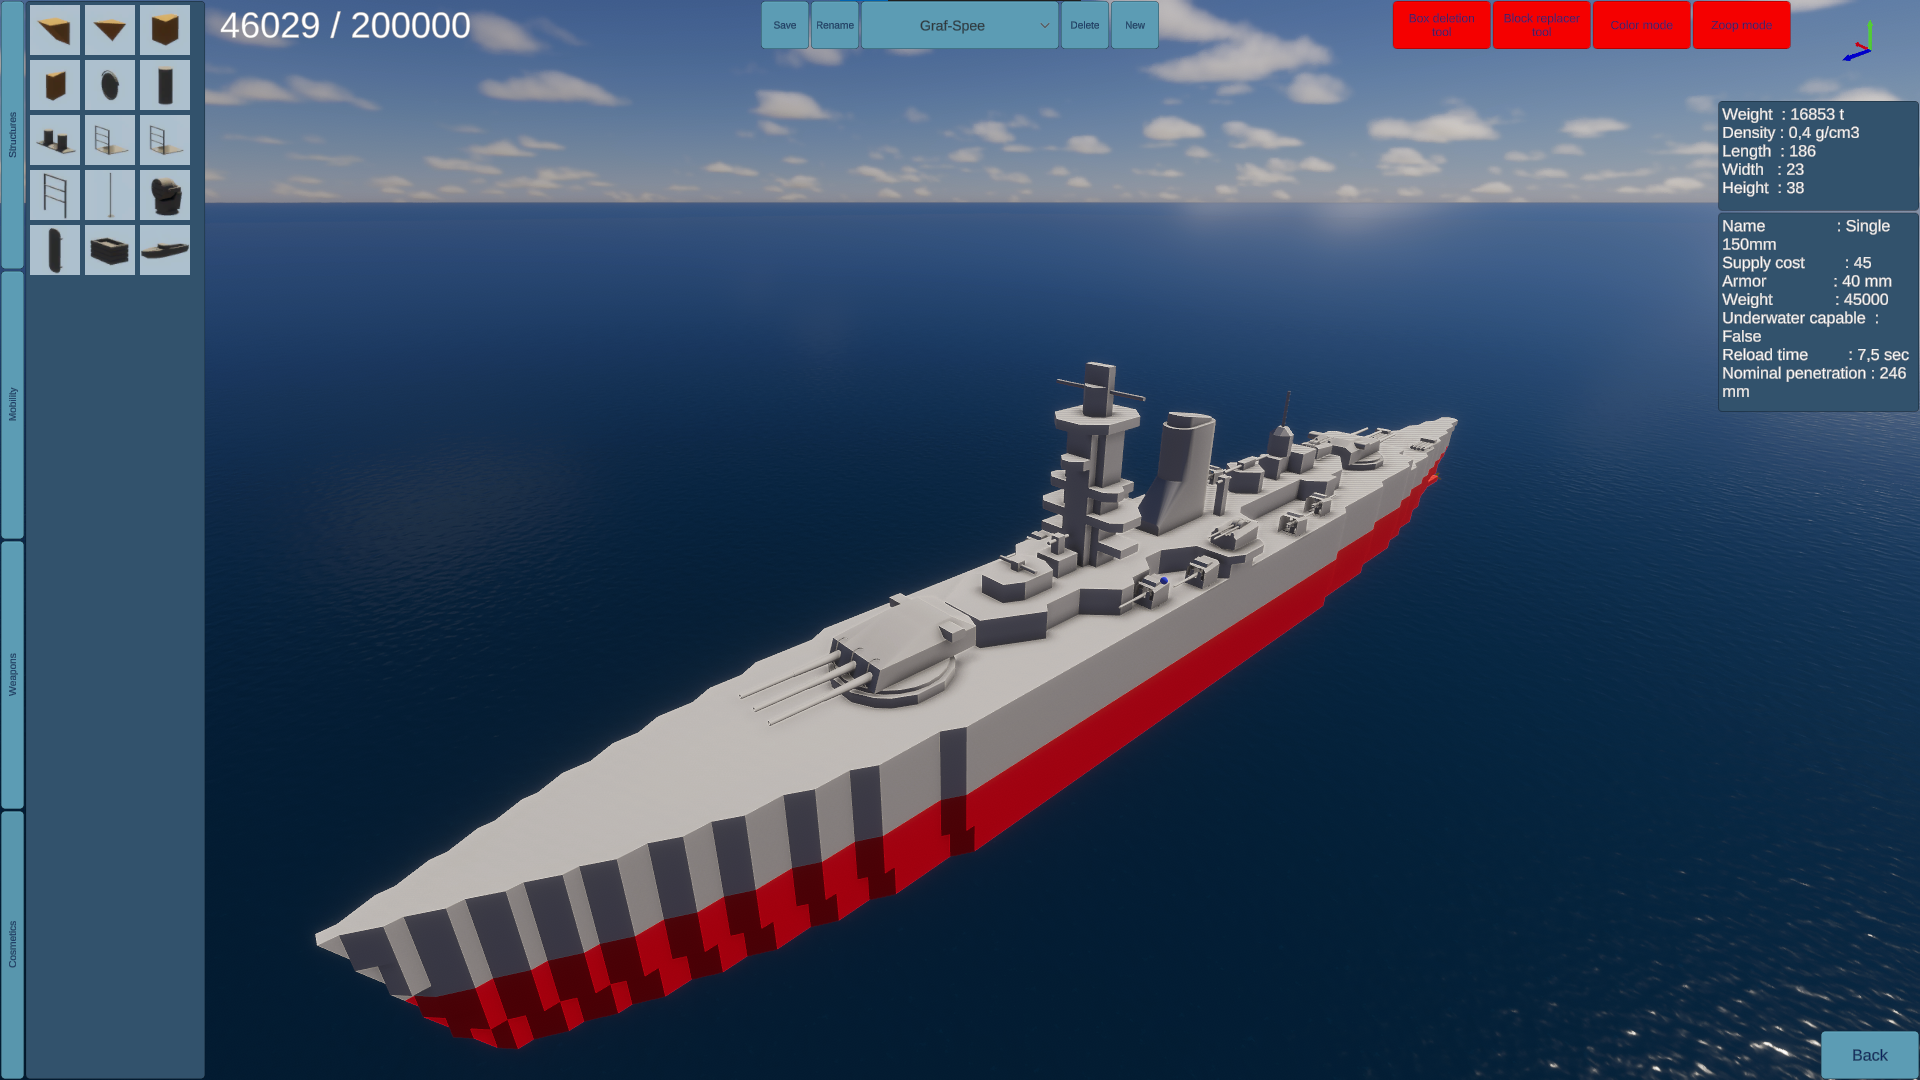 46029 / 200000
Save
Rename
Graf-Spee
Delete
New
Box deletion
tool
Block replacer
tool
Color mode
Zoop mode
Structures
Mobility
Weapons
Cosmetics
Weight : 16853 t
Density : 0,4 g/cm3
Length : 186
Width : 23
Height : 38
Name : Single
150mm
Supply cost : 45
Armor : 40 mm
Weight : 45000
Underwater capable :
False
Reload time : 7,5 sec
Nominal penetration : 246
mm
Back